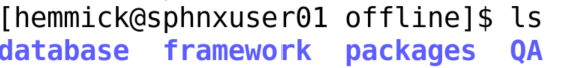 [hemmick@sphnxuser01 offline]$ ls
database framework packages QA